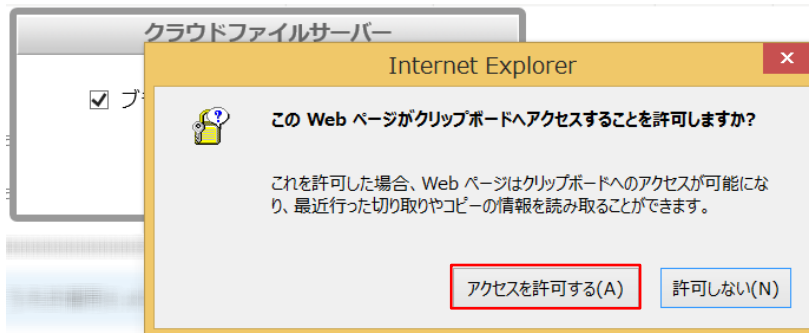 クラウドファイルサーバー
Internet Explorer
ブ
この Web ページがクリップボードへアクセスすることを許可しますか?
これを許可した場合、Web ページはクリップボードへのアクセスが可能にな
り、最近行った切り取りやコピーの情報を読み取ることができます。
アクセスを許可する(A)
許可しない(N)